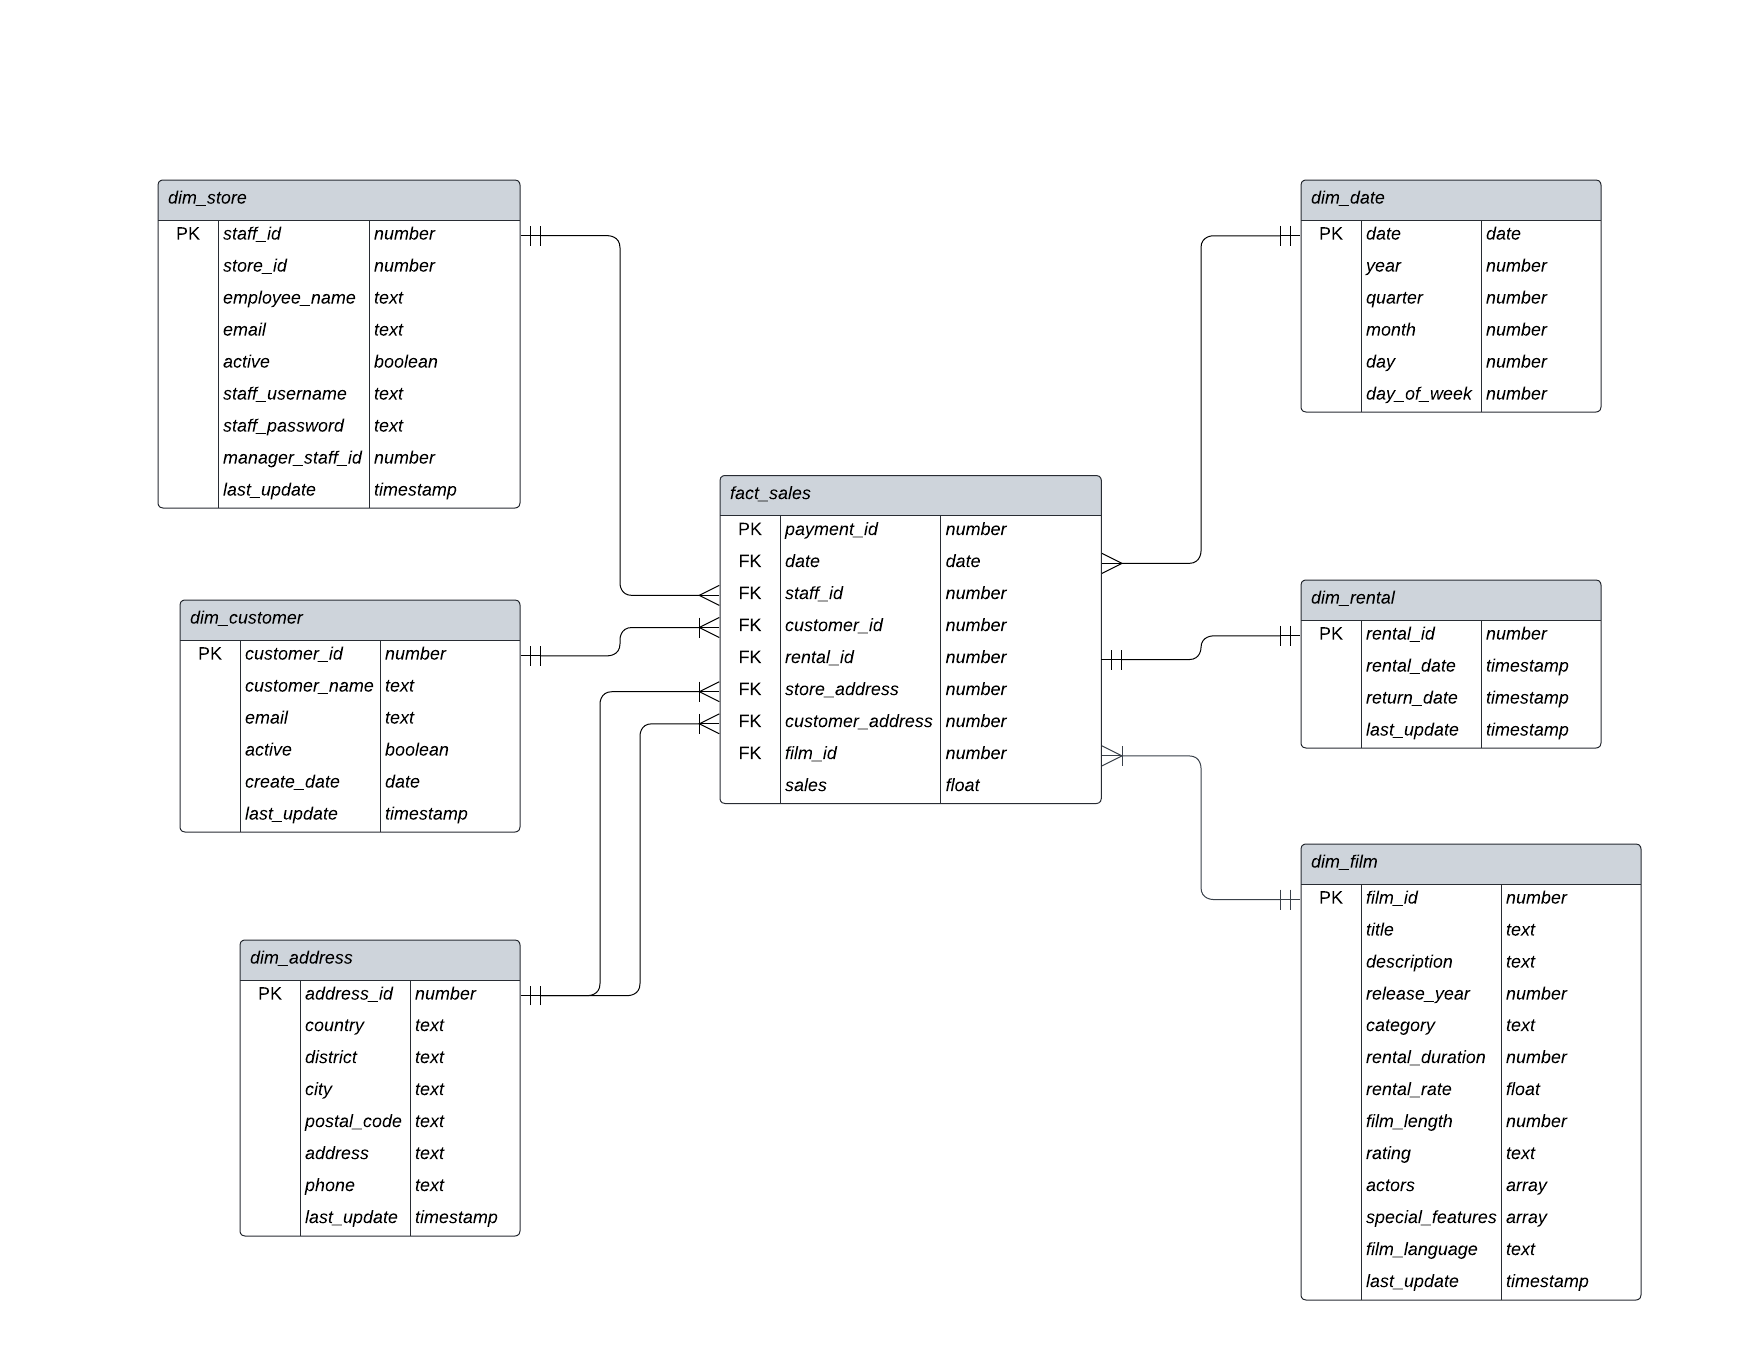 dim_store
PK staff_id number
store_id number
employee_name text
email text
active boolean
staff_username text
staff_password text
manager_staff_id number
last_update timestamp
dim_customer
PK customer_id number
customer_name text
email text
active boolean
create_date date
last_update timestamp
dim_address
PK address_id number
country text
district text
city text
postal_code text
address text
phone text
last_update timestamp
fact_sales
PK payment_id number
FK date date
FK staff_id number
FK customer_id number
FK rental_id number
FK store_address number
FK customer_address number
FK film_id number
sales float
dim_date
PK date date
year number
quarter number
month number
day number
day_of_week number
dim_rental
PK rental_id number
rental_date timestamp
return_date timestamp
last_update timestamp
dim_film
PK film_id number
title text
description text
release_year number
category text
rental_duration number
rental_rate float
film_length number
rating text
actors array
special_features array
film_language text
last_update timestamp